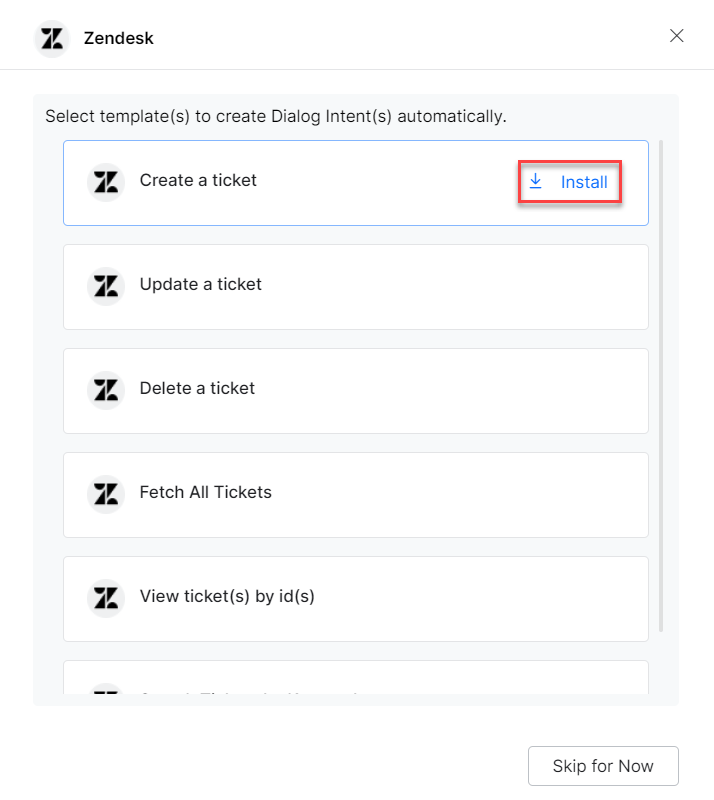 Zendesk
Select template(s) to create Dialog Intent(s) automatically.
Create a ticket
Install
Update a ticket
Delete a ticket
Fetch All Tickets
View ticket(s) by id(s)
Skip for Now